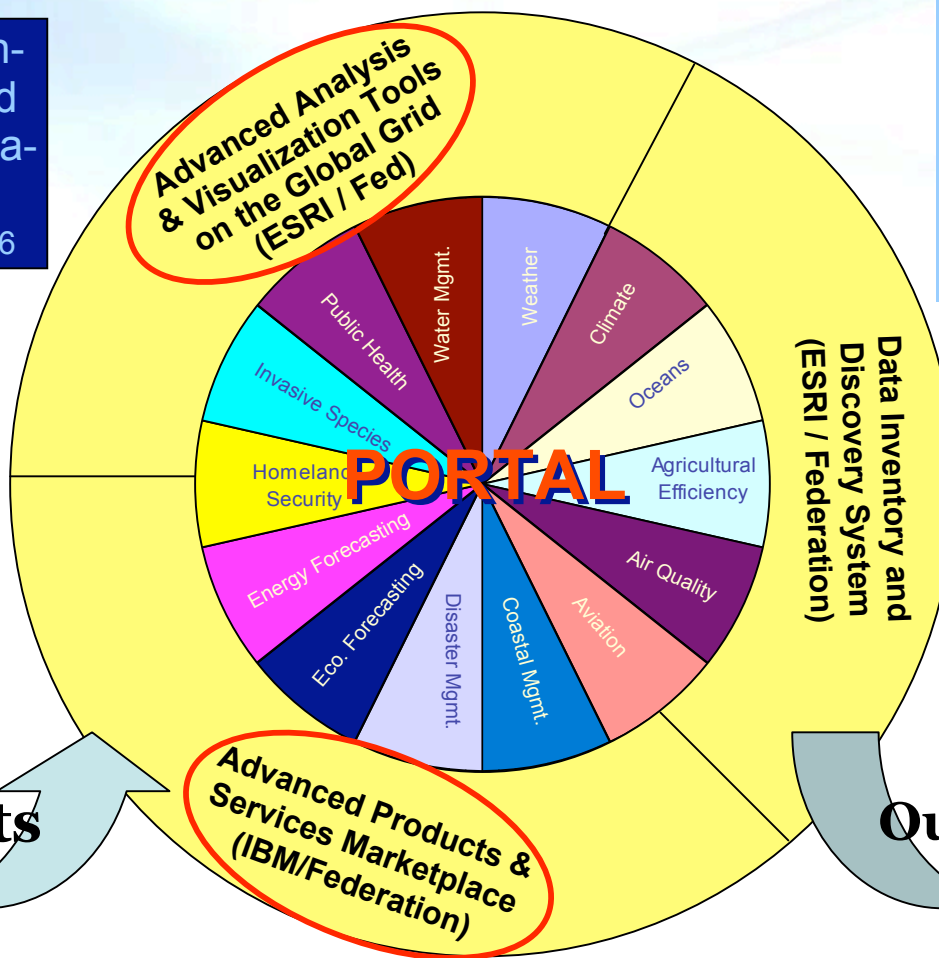 Advanced Analysis
& Visualization Tools
on the Global Grid
(ESRI / Fed)
6
Water Mgmt.
Weather
Climate
Oceans
Agricultural
Efficiency
Air Quality
Aviation
Coastal Mgmt.
Disaster Mgmt.
Eco. Forecasting
Energy Forecasting
Homeland
Security
Invasive Species
Public Health
PORTAL
Data Inventory and
Discovery System
(ESRI / Federation)
Advanced Products &
Services Marketplace
(IBM/Federation)